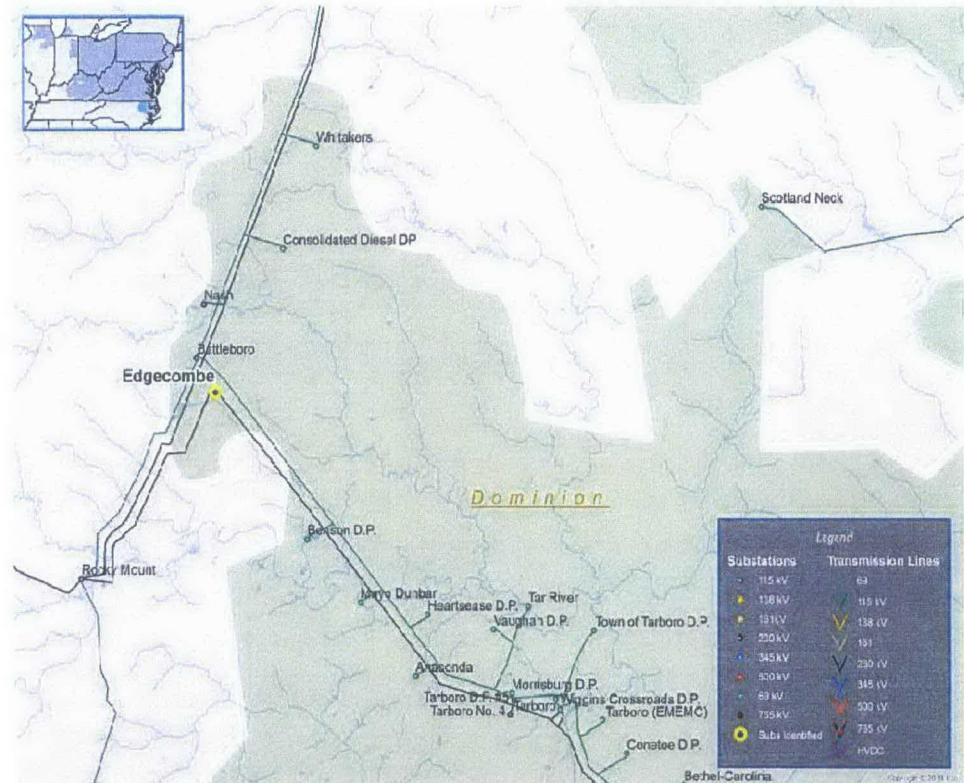 Whitakers
Scotland Neck
Consolidated Diesel DP
Nash
Battleboro
Edgecombe
Dominion
Benson D.P.
Rocky Mount
Mayo Dunbar
Heartsease D.P.
Tar River
Vaughan D.P.
Town of Tarboro D.P.
Anaconda
Morrisburg D.P.
Tarboro D.P. #5
Wiggins Crossroads D.P.
Tarboro
Tarboro No. 4
Tarboro (EMEMC)
Conetoe D.P.
Bethel-Carolina
Legend
Substations
Transmission Lines
115 kV
138 kV
161 kV
230 kV
345 kV
500 kV
69 kV
765 kV
Subs Identified
69
115 kV
138 kV
161
230 kV
345 kV
500 kV
765 kV
HVDC